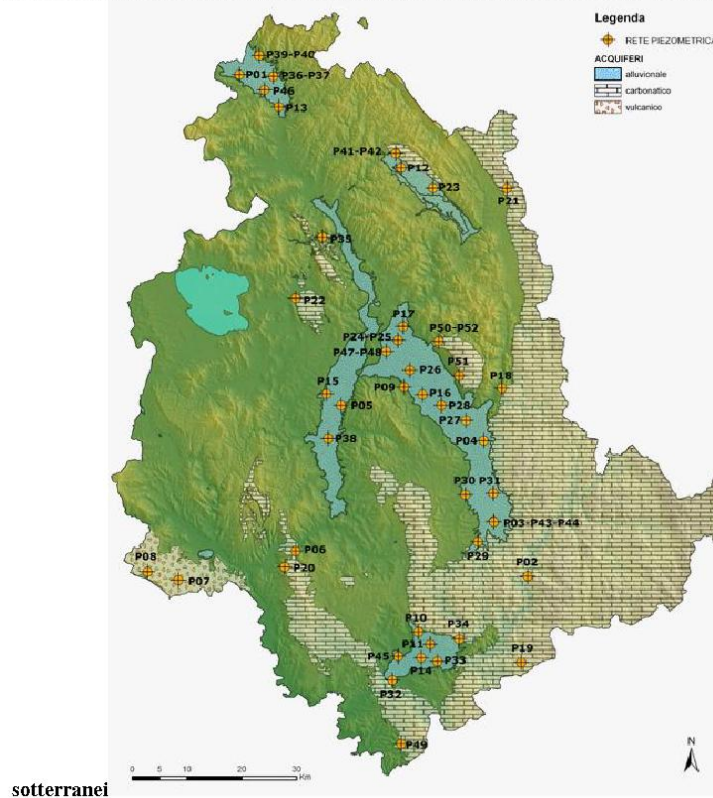 Legenda
RETE PIEZOMETRICA
ACQUIFERI
alluvionale
carbonatico
vulcanico
P39-P40
P01
P36-P37
P46
P13
P41-P42
P12
P23
P21
P35
P22
P17
P24-P25
P50-P52
P47-P48
P51
P26
P09
P18
P15
P16
P05
P28
P27
P38
P04
P30 P31
P03-P43-P44
P29
P06
P08
P20
P07
P02
P10
P34
P11
P45
P33
P19
P14
P32
P49
N
0 5 10 20 30
Km
sotterranei